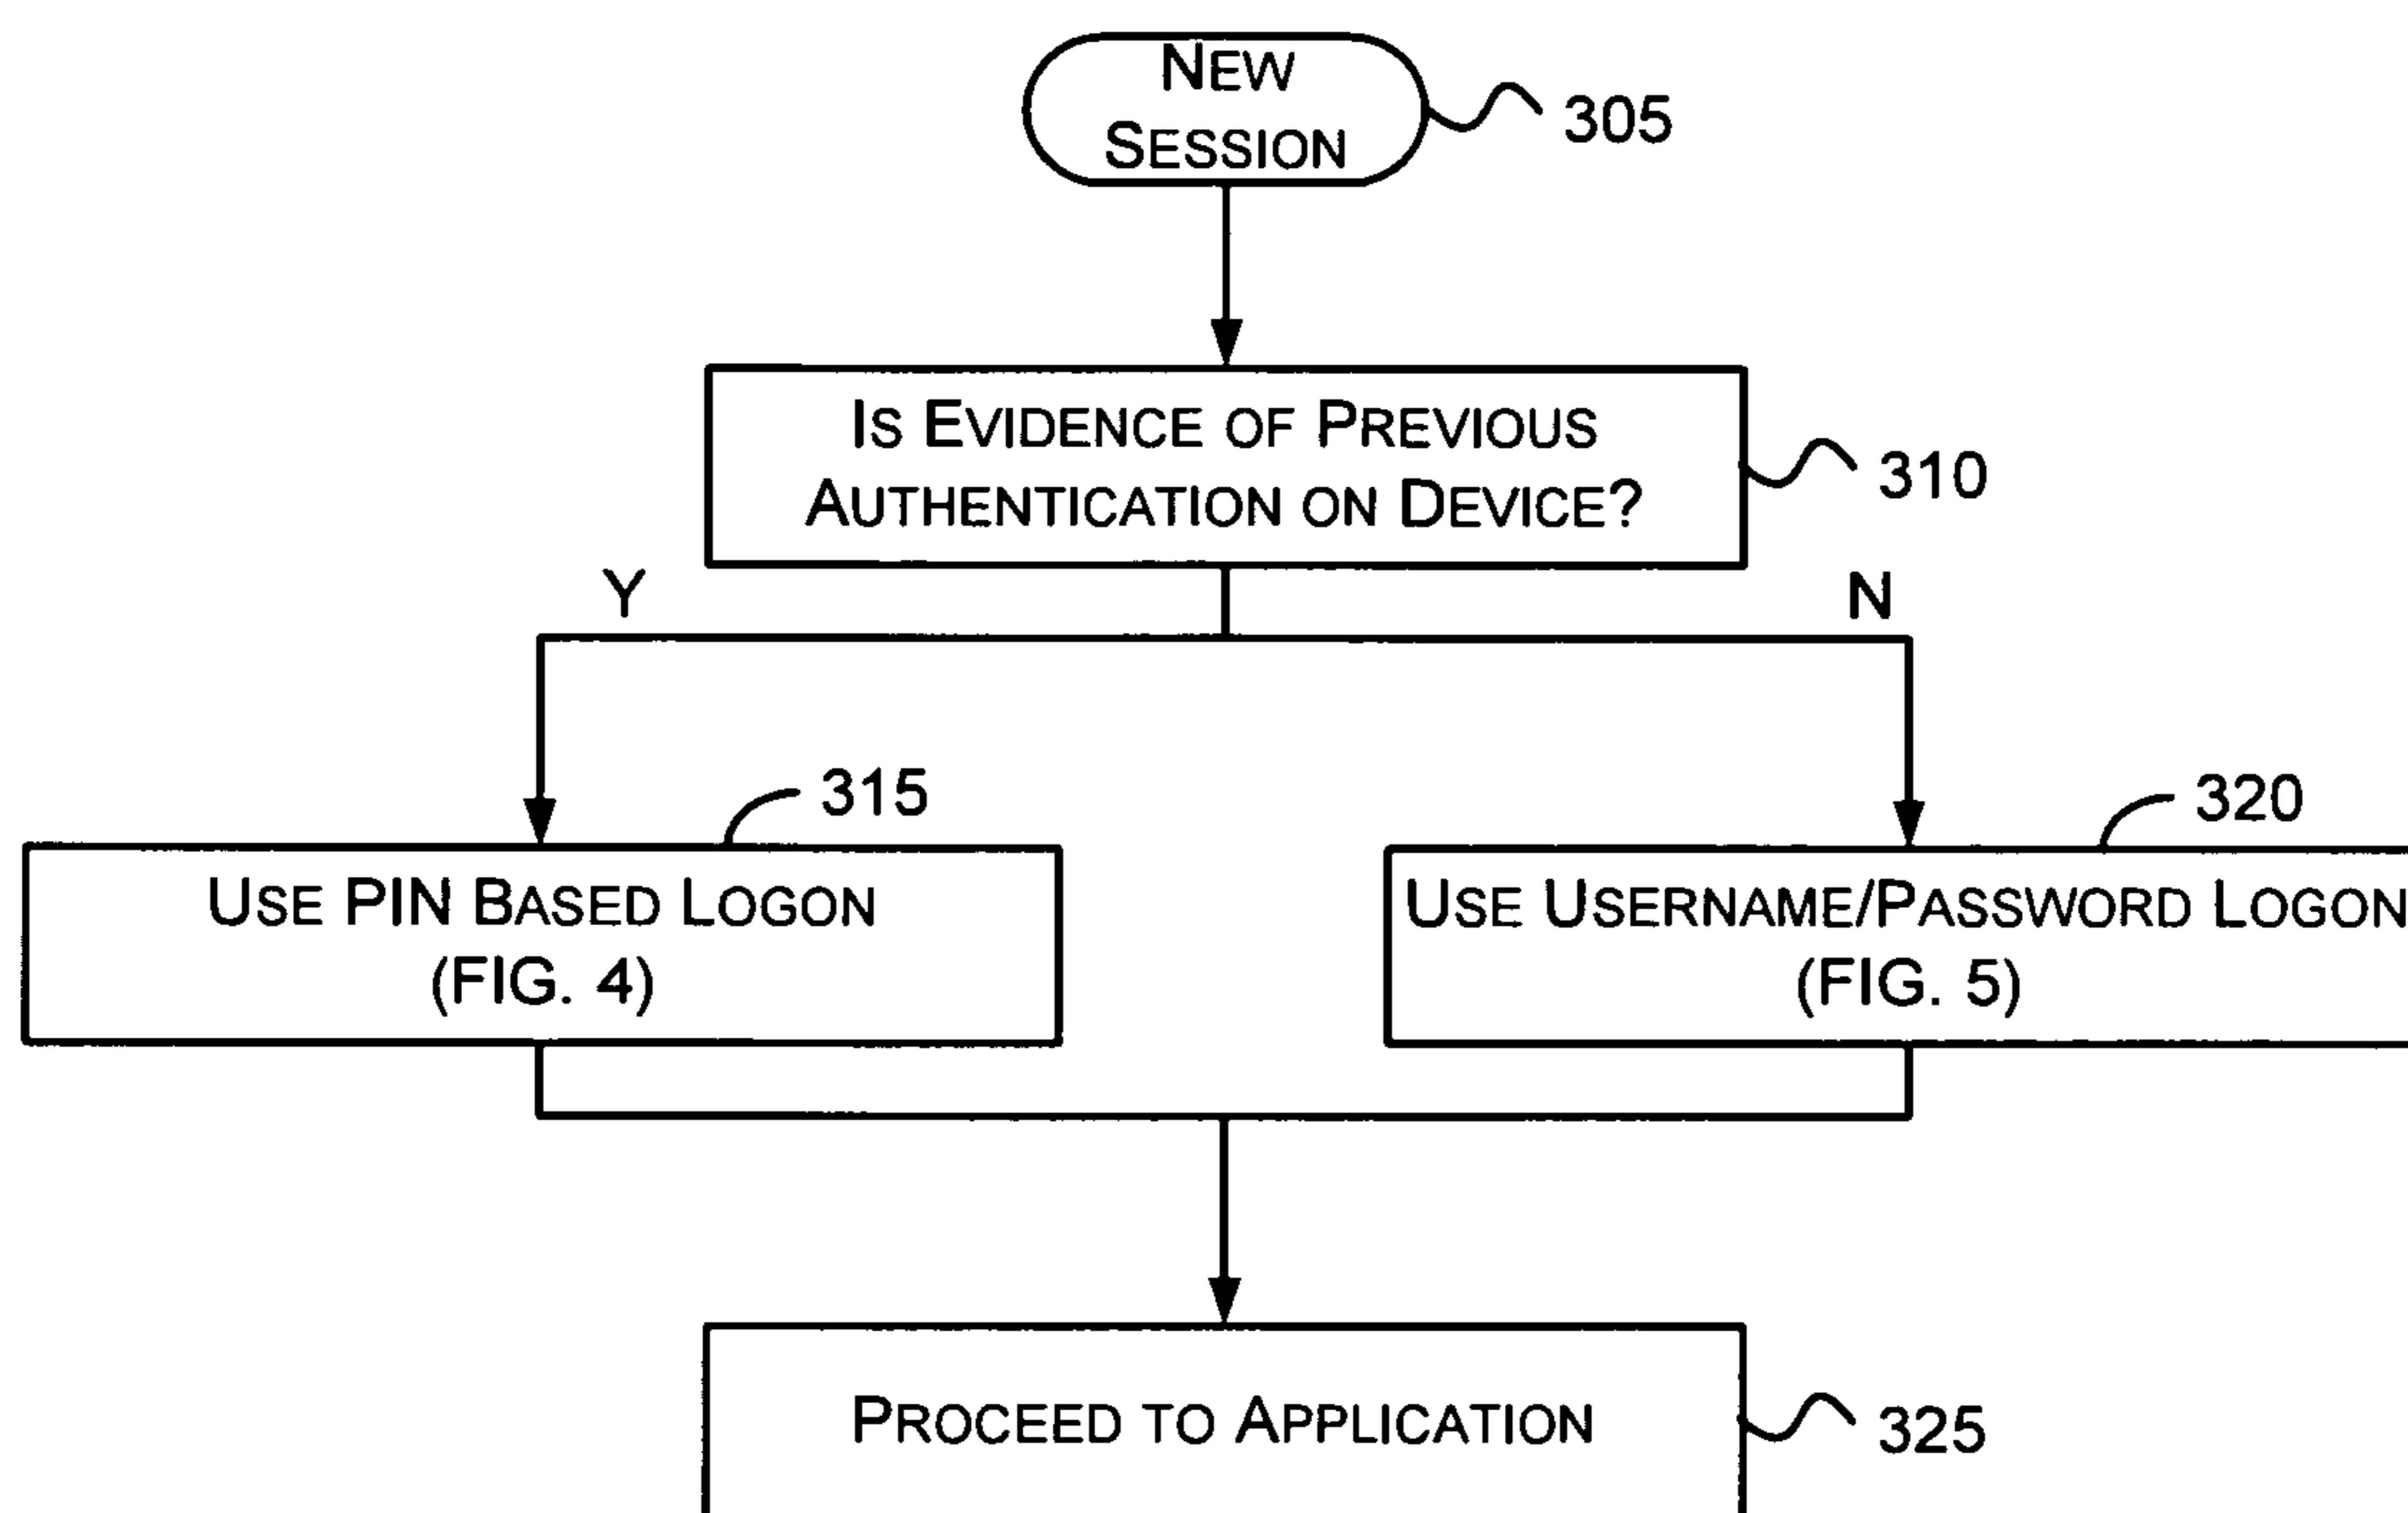 NEW
SESSION
305
IS EVIDENCE OF PREVIOUS
AUTHENTICATION ON DEVICE?
310
Y
N
315
320
USE PIN BASED LOGON
(FIG. 4)
USE USERNAME/PASSWORD LOGON
(FIG. 5)
PROCEED TO APPLICATION
325